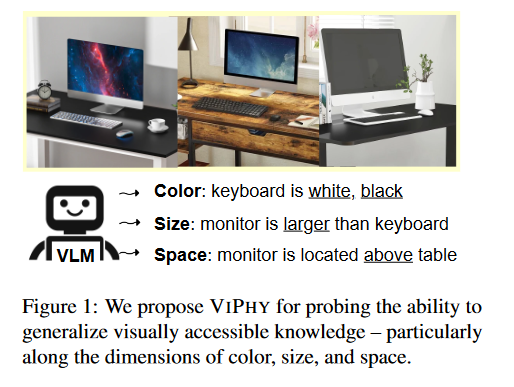 Color: keyboard is white, black
Size: monitor is larger than keyboard
VLM
Space: monitor is located above table
Figure 1: We propose VIPHY for probing the ability to
generalize visually accessible knowledge – particularly
along the dimensions of color, size, and space.